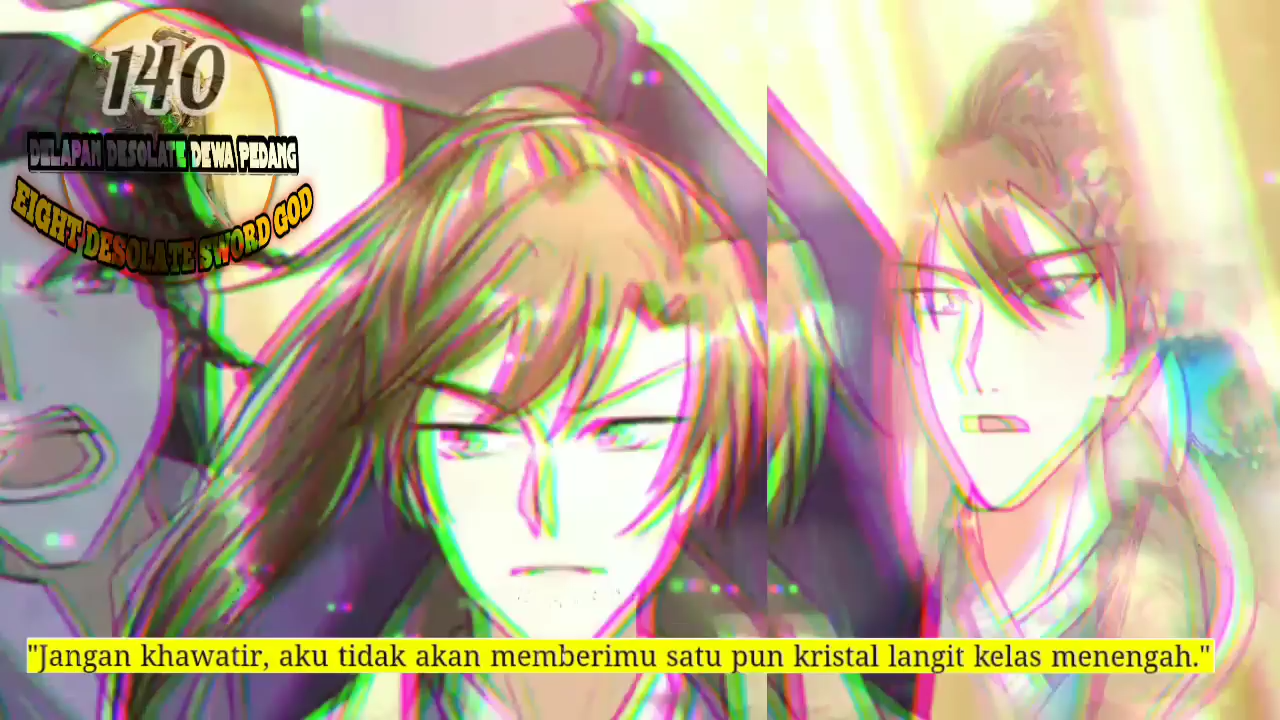 140
DELAPAN DESOLATE DEWA PEDANG
EIGHT DESOLATE SWORD GOD
"Jangan khawatir, aku tidak akan memberimu satu pun kristal langit kelas menengah."